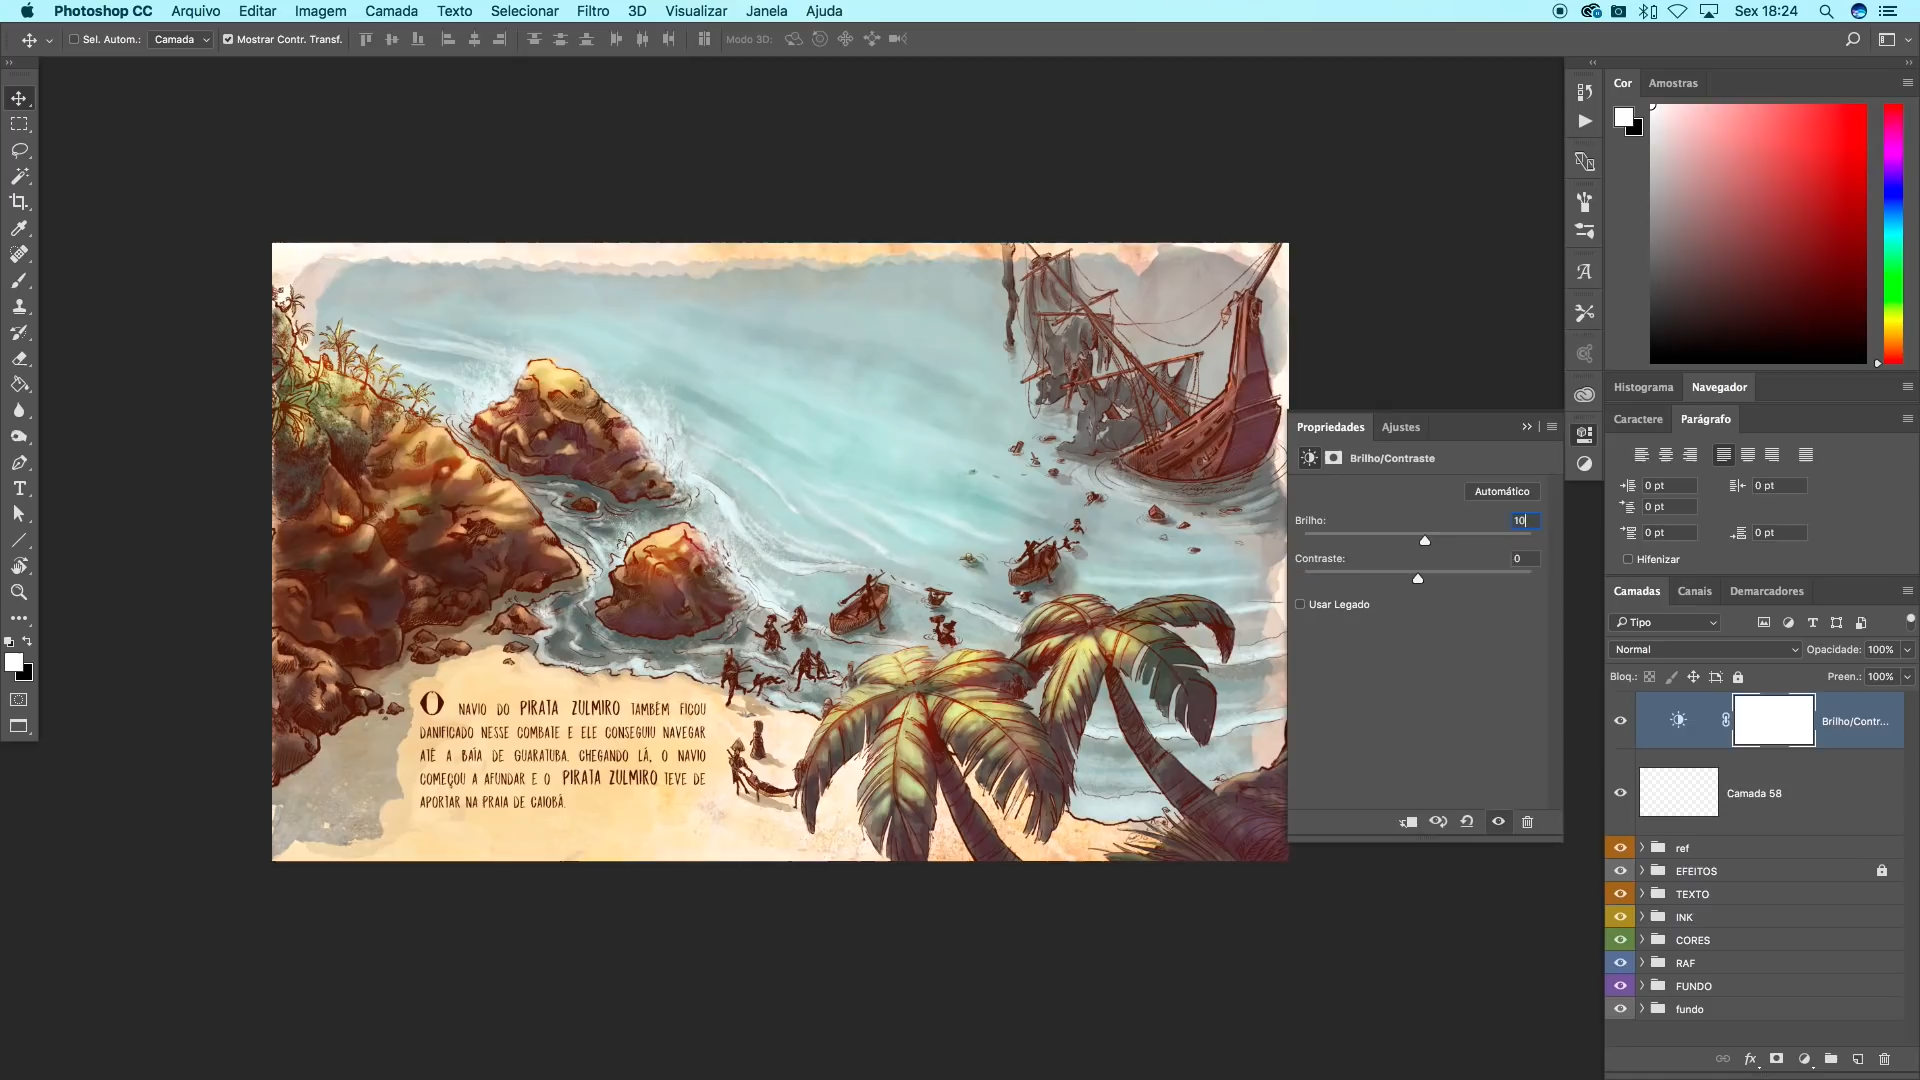 Photoshop CC Arquivo Editar Imagem Camada Texto Selecionar Filtro 3D Visualizar Janela Ajuda Sex 18:24
Sel. Autom.: Camada Mostrar Contr. Transf. Modo 3D:
Cor Amostras
Histograma Navegador
Caractere Parágrafo
0 pt 0 pt
0 pt
0 pt 0 pt
Hifenizar
Propriedades Ajustes
Brilho/Contraste
Automático
Brilho: 10
Contraste: 0
Usar Legado
Camadas Canais Demarcadores
Tipo
Normal Opacidade: 100%
Bloq.: Preen.: 100%
Brilho/Contr...
Camada 58
ref
EFEITOS
TEXTO
INK
CORES
RAF
FUNDO
fundo
O NAVIO DO PIRATA ZULMIRO TAMBÉM FICOU
DANIFICADO NESSE COMBATE E ELE CONSEGUIU NAVEGAR
ATÉ A BAÍA DE GUARATUBA. CHEGANDO LÁ, O NAVIO
COMEÇOU A AFUNDAR E O PIRATA ZULMIRO TEVE DE
APORTAR NA PRAIA DE CAIOBÁ.